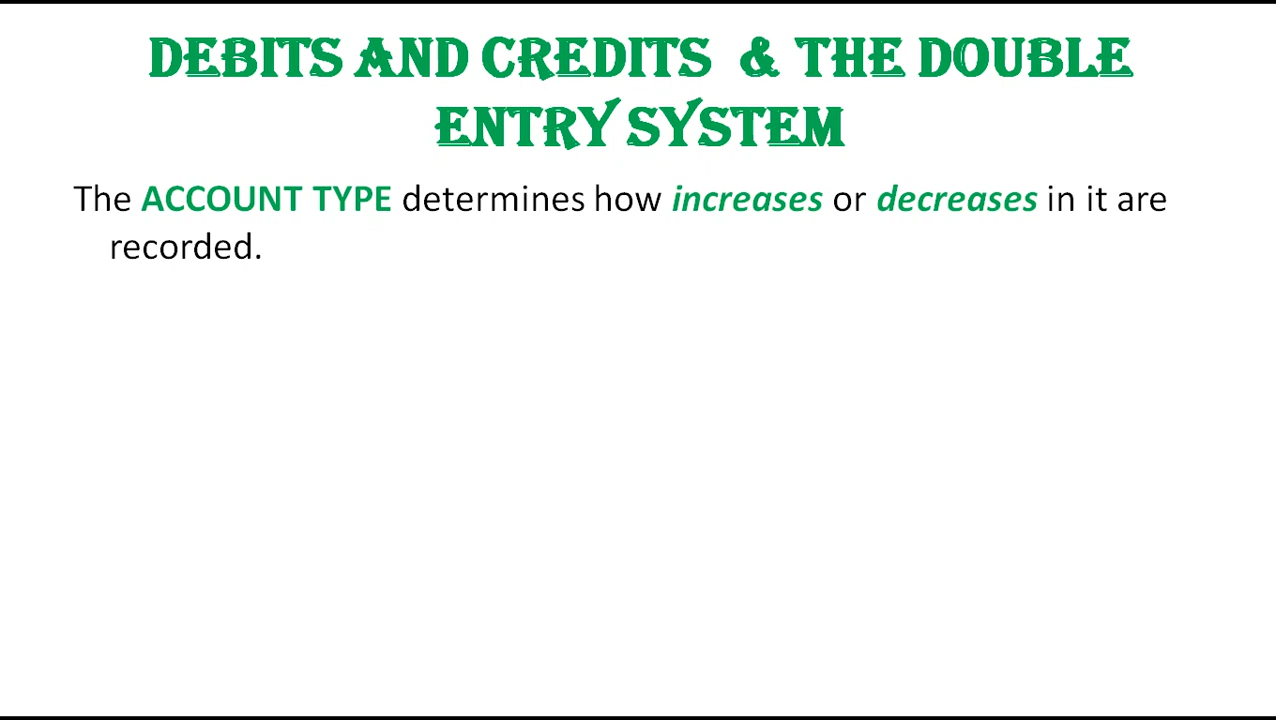 DEBITS AND CREDITS & THE DOUBLE
ENTRY SYSTEM
The ACCOUNT TYPE determines how increases or decreases in it are
recorded.